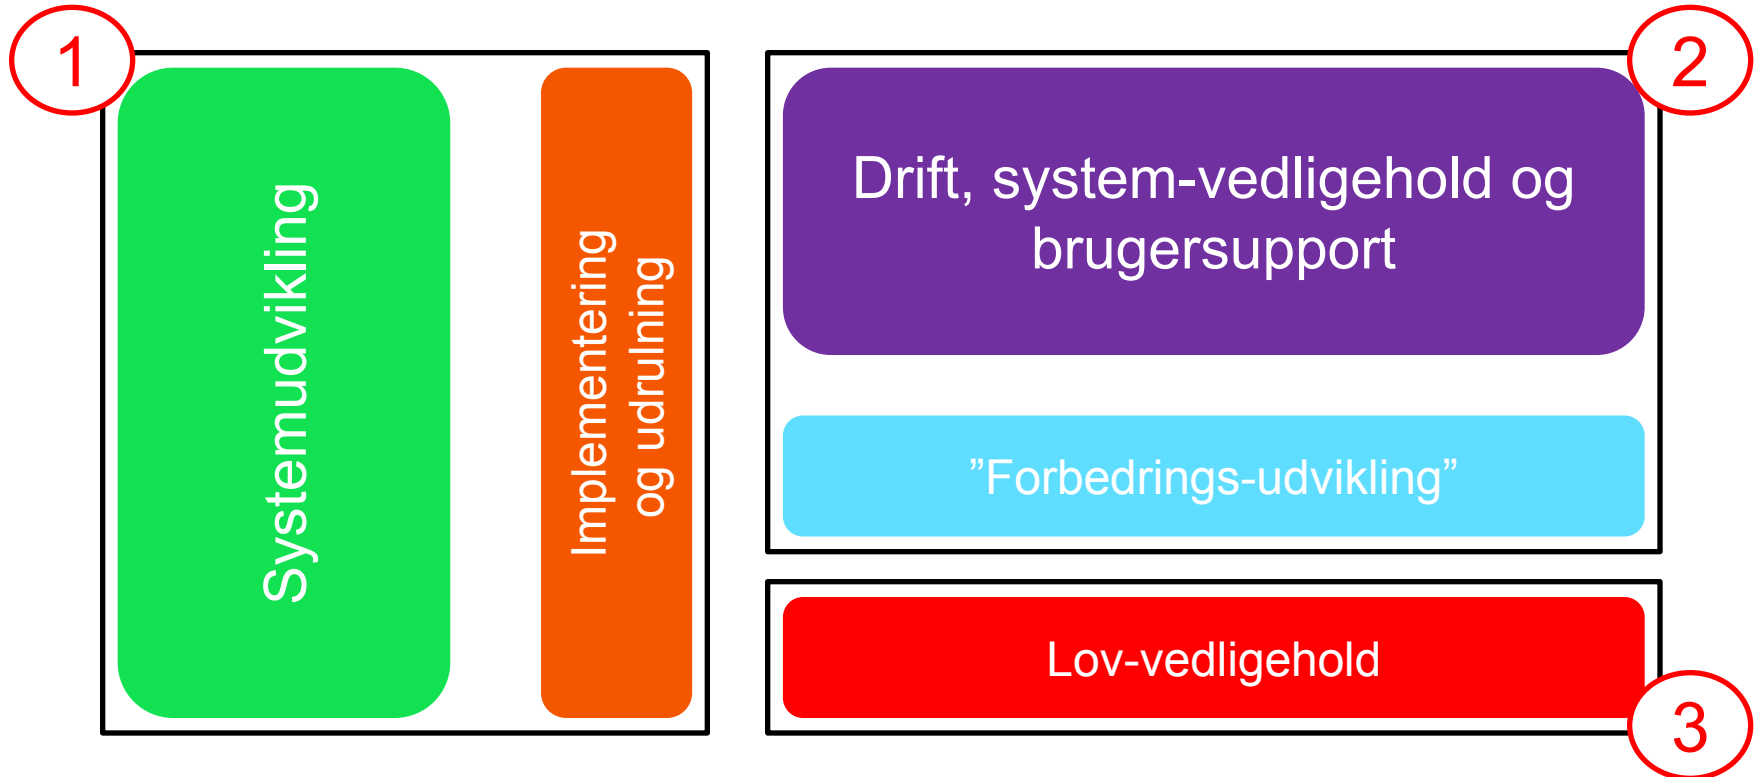 1
Systemudvikling
Implementering
og udrulning
2
Drift, system-vedligehold og
brugersupport
”Forbedrings-udvikling”
Lov-vedligehold
3